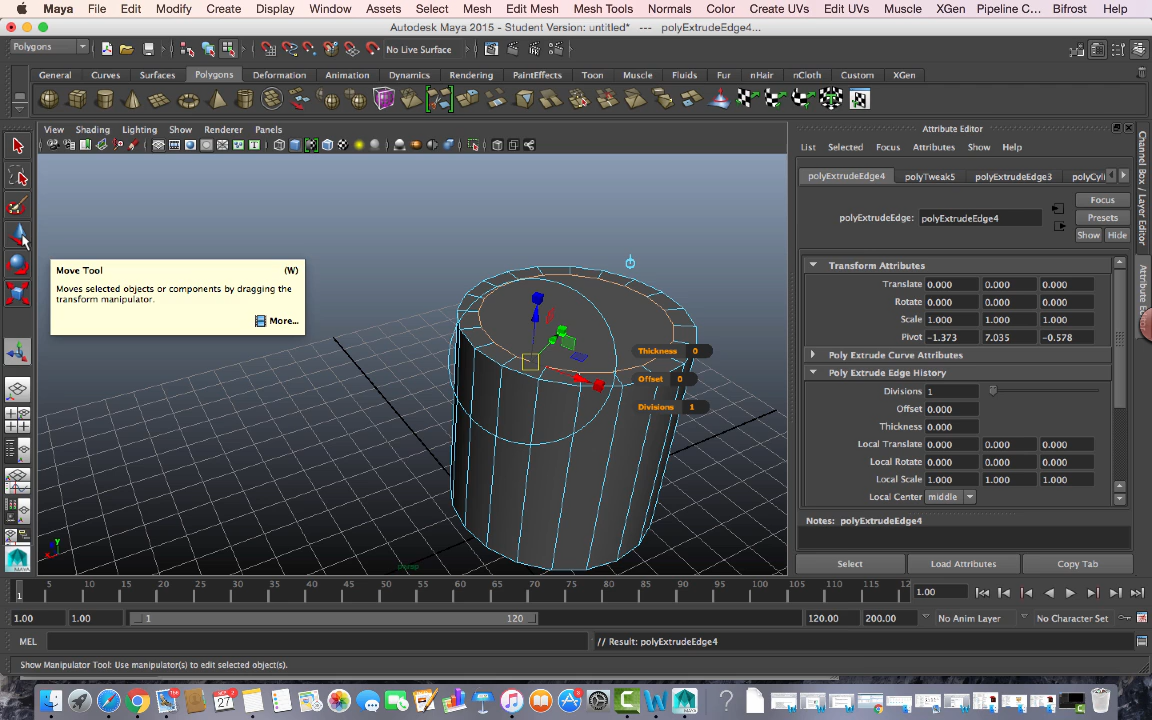 Maya File Edit Modify Create Display Window Assets Select Mesh Edit Mesh Mesh Tools Normals Color Create UVs Edit UVs Muscle XGen Pipeline C... Bifrost Help
Autodesk Maya 2015 - Student Version: untitled* --- polyExtrudeEdge4...
Polygons No Live Surface
General Curves Surfaces Polygons Deformation Animation Dynamics Rendering PaintEffects Toon Muscle Fluids Fur nHair nCloth Custom XGen
View Shading Lighting Show Renderer Panels
Attribute Editor
List Selected Focus Attributes Show Help
polyExtrudeEdge4 polyTweak5 polyExtrudeEdge3 polyCyli
Focus
polyExtrudeEdge: polyExtrudeEdge4 Presets
Show Hide
Move Tool (W)
Moves selected objects or components by dragging the
transform manipulator.
More...
Transform Attributes
Translate 0.000 0.000 0.000
Rotate 0.000 0.000 0.000
Scale 1.000 1.000 1.000
Pivot -1.373 7.035 -0.578
Poly Extrude Curve Attributes
Poly Extrude Edge History
Divisions 1
Offset 0.000
Thickness 0.000
Local Translate 0.000 0.000 0.000
Local Rotate 0.000 0.000 0.000
Local Scale 1.000 1.000 1.000
Local Center middle
Notes: polyExtrudeEdge4
Select Load Attributes Copy Tab
Channel Box / Layer Editor
Thickness 0
Offset 0
Divisions 1
persp
y
5 10 15 20 25 30 35 40 45 50 55 60 65 70 75 80 85 90 95 100 105 110 115 12
1
1.00
1.00 1.00 1 120 120.00 200.00 No Anim Layer No Character Set
MEL // Result: polyExtrudeEdge4
Show Manipulator Tool: Use manipulator(s) to edit selected object(s).
27